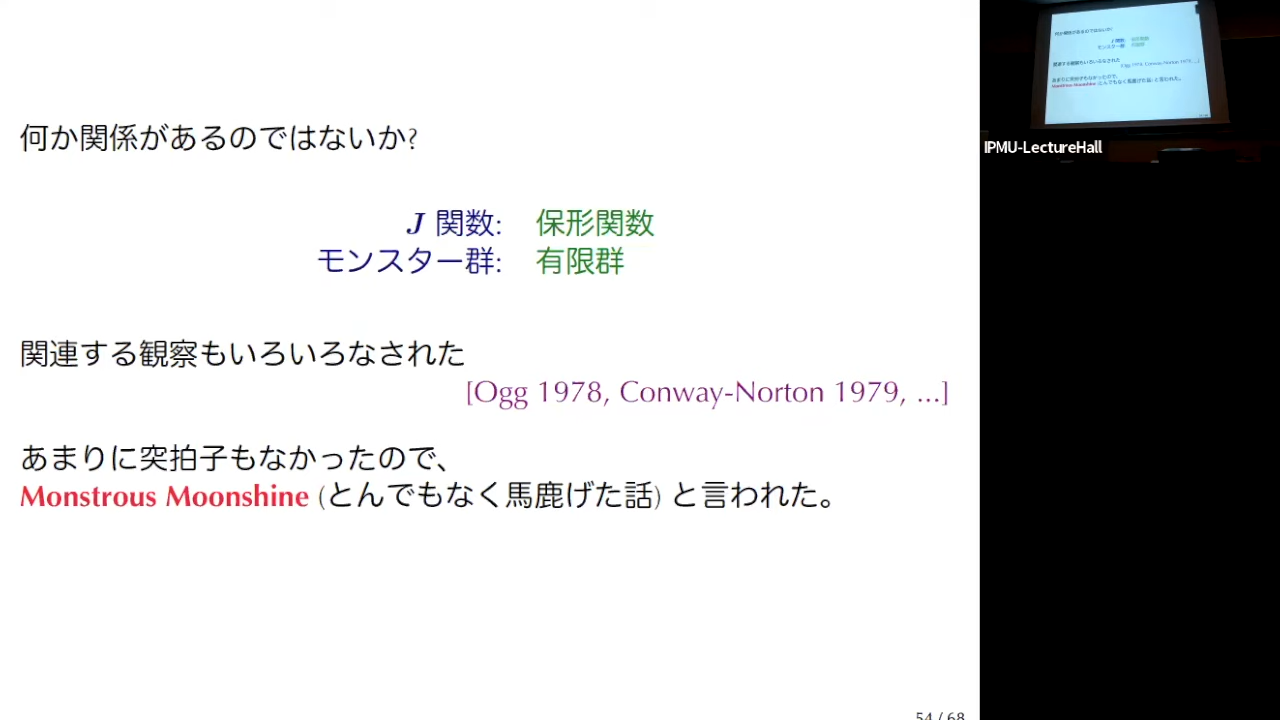 何か関係があるのではないか?
J 関数: 保形関数
モンスター群: 有限群
関連する観察もいろいろなされた
[Ogg 1978, Conway-Norton 1979, ...]
あまりに突拍子もなかったので、
Monstrous Moonshine (とんでもなく馬鹿げた話) と言われた。
54 / 68
IPMU-LectureHall